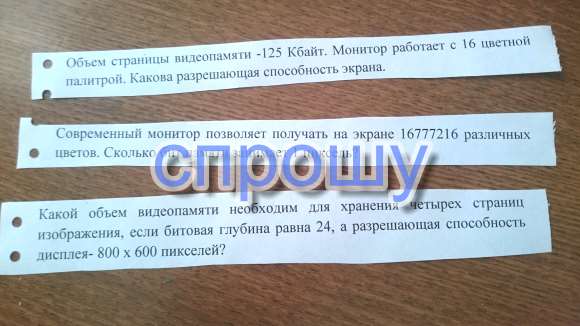 Объем страницы видеопамяти -125 Кбайт. Монитор работает с 16 цветной
палитрой. Какова разрешающая способность экрана.
Современный монитор позволяет получать на экране 16777216 различных
цветов. Сколько
спрошу
Какой объем видеопамяти необходим для хранения четырех страниц
изображения, если битовая глубина равна 24, а разрешающая способность
дисплея- 800 х 600 пикселей?